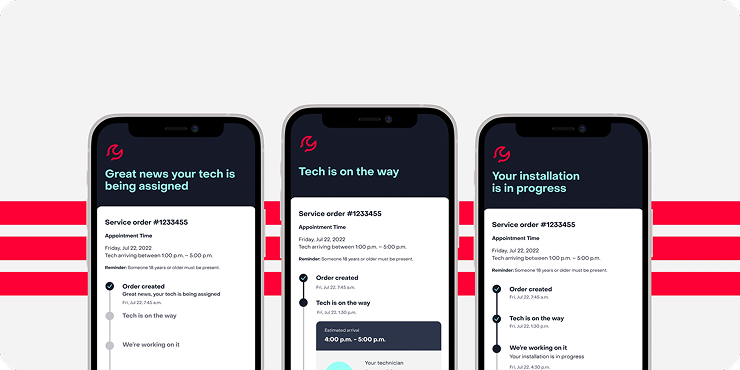 Great news your tech is
being assigned
Service order #1233455
Appointment Time
Friday, Jul 22, 2022
Tech arriving between 1:00 p.m. – 5:00 p.m.
Reminder: Someone 18 years or older must be present.
Order created
Great news, your tech is being assigned
Fri, Jul 22, 7:45 a.m.
Tech is on the way
We're working on it
Tech is on the way
Service order #1233455
Appointment Time
Friday, Jul 22, 2022
Tech arriving between 1:00 p.m. – 5:00 p.m.
Reminder: Someone 18 years or older must be present.
Order created
Fri, Jul 22, 7:45 a.m.
Tech is on the way
Fri, Jul 22, 1:30 p.m.
Estimated arrival
4:00 p.m. - 5:00 p.m.
Your technician
Your installation
is in progress
Service order #1233455
Appointment Time
Friday, Jul 22, 2022
Tech arriving between 1:00 p.m. – 5:00 p.m.
Reminder: Someone 18 years or older must be present.
Order created
Fri, Jul 22, 7:45 a.m.
Tech is on the way
Fri, Jul 22, 1:30 p.m.
We're working on it
Your installation is in progress
Fri, Jul 22, 4:30 p.m.